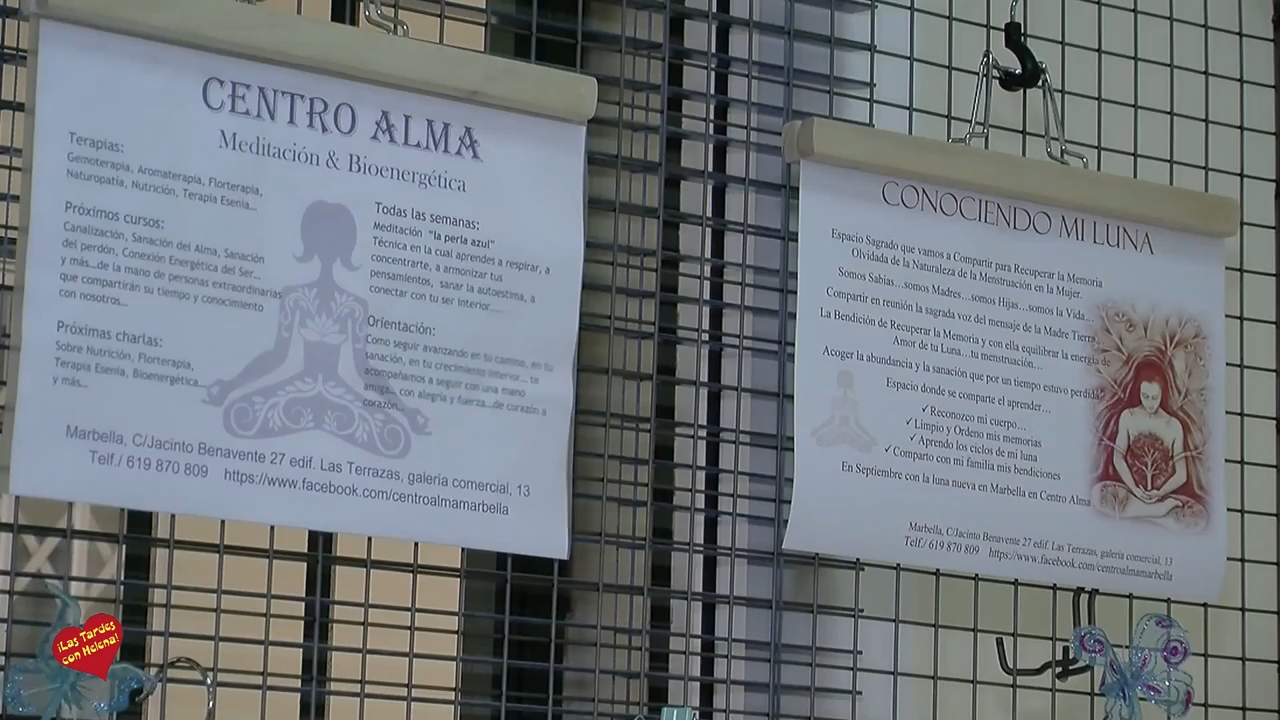 CENTRO ALMA
Meditación & Bioenergética
Terapias:
Gemoterapia, Aromaterapia, Florterapia,
Naturopatía, Nutrición, Terapia Esenia...
Próximos cursos:
Canalización, Sanación del Alma, Sanación
del perdón, Conexión Energética del Ser...
y más...de la mano de personas extraordinarias
que compartirán su tiempo y conocimiento
con nosotros...
Próximas charlas:
Sobre Nutrición, Florterapia,
Terapia Esenia, Bioenergética...
y más...
Todas las semanas:
Meditación "la perla azul"
Técnica en la cual aprendes a respirar, a
concentrarte, a armonizar tus
pensamientos, sanar la autoestima, a
conectar con tu ser Interior....
Orientación:
Como seguir avanzando en tu camino, en tu
sanación, en tu crecimiento interior... te
acompañamos a seguir con una mano
amiga... con alegría y fuerza...de corazón a
corazón...
Marbella, C/Jacinto Benavente 27 edif. Las Terrazas, galería comercial, 13
Telf./ 619 870 809 https://www.facebook.com/centroalmamarbella
CONOCIENDO MI LUNA
Espacio Sagrado que vamos a Compartir para Recuperar la Memoria
Olvidada de la Naturaleza de la Menstruación en la Mujer.
Somos Sabias…somos Madres…somos Hijas…somos la Vida..
Compartir en reunión la sagrada voz del mensaje de la Madre Tierra
La Bendición de Recuperar la Memoria y con ella equilibrar la energía de
Amor de tu Luna…tu menstruación…
Acoger la abundancia y la sanación que por un tiempo estuvo perdida
Espacio donde se comparte el aprender…
✓Reconozco mi cuerpo…
✓Limpio y Ordeno mis memorias
✓Aprendo los ciclos de mi luna
✓Comparto con mi familia mis bendiciones
En Septiembre con la luna nueva en Marbella en Centro Alma
Marbella, C/Jacinto Benavente 27 edif. Las Terrazas, galería comercial, 13
Telf./ 619 870 809 https://www.facebook.com/centroalmamarbella
¡Las Tardes
con Helena!